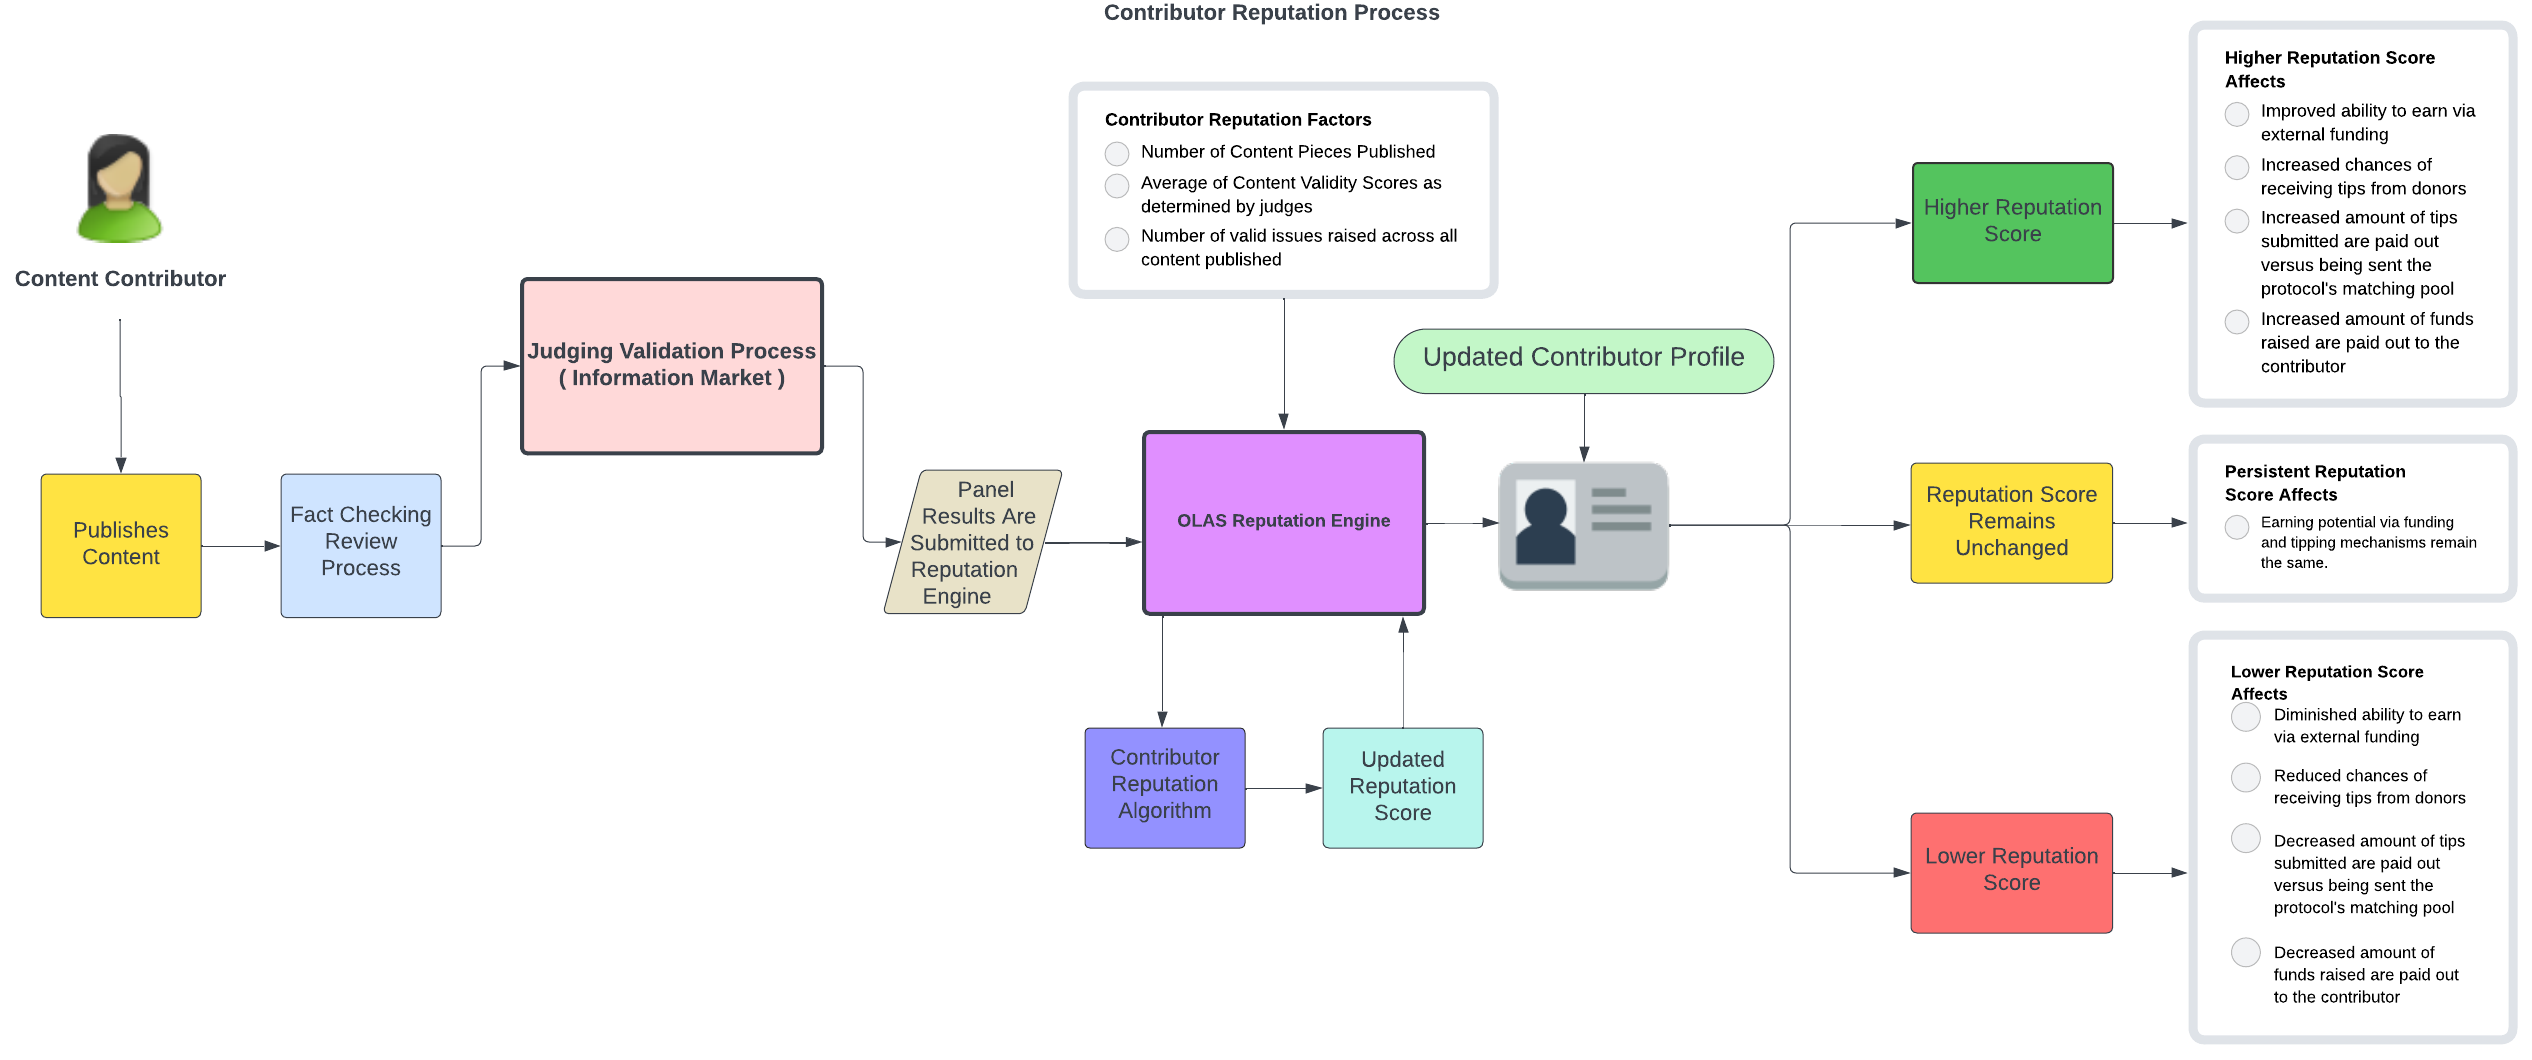 Contributor Reputation Process
Content Contributor
Publishes
Content
Fact Checking
Review
Process
Judging Validation Process
( Information Market )
Panel
Results Are
Submitted to
Reputation
Engine
Contributor Reputation Factors
Number of Content Pieces Published
Average of Content Validity Scores as
determined by judges
Number of valid issues raised across all
content published
OLAS Reputation Engine
Contributor
Reputation
Algorithm
Updated
Reputation
Score
Updated Contributor Profile
Higher Reputation
Score
Higher Reputation Score
Affects
Improved ability to earn via
external funding
Increased chances of
receiving tips from donors
Increased amount of tips
submitted are paid out
versus being sent the
protocol's matching pool
Increased amount of funds
raised are paid out to the
contributor
Reputation Score
Remains
Unchanged
Persistent Reputation
Score Affects
Earning potential via funding
and tipping mechanisms remain
the same.
Lower Reputation
Score
Lower Reputation Score
Affects
Diminished ability to earn
via external funding
Reduced chances of
receiving tips from donors
Decreased amount of tips
submitted are paid out
versus being sent the
protocol's matching pool
Decreased amount of
funds raised are paid out
to the contributor